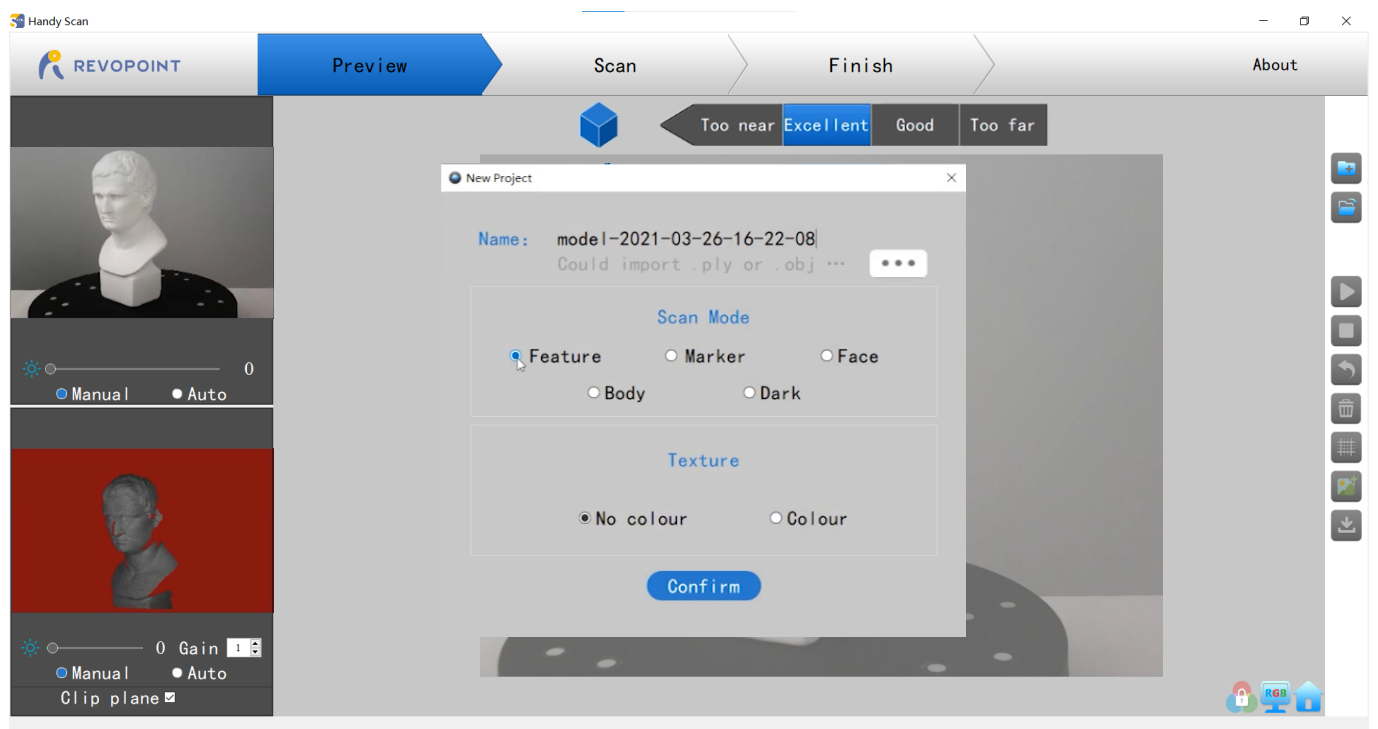 Handy Scan
REVOPOINT
Preview
Scan
Finish
About
Too near Excellent Good Too far
New Project
Name: model-2021-03-26-16-22-08
Could import .ply or .obj ...
Scan Mode
Feature Marker Face
Body Dark
Texture
No colour Colour
Confirm
0
Manual Auto
0 Gain 1
Manual Auto
Clip plane
RGB